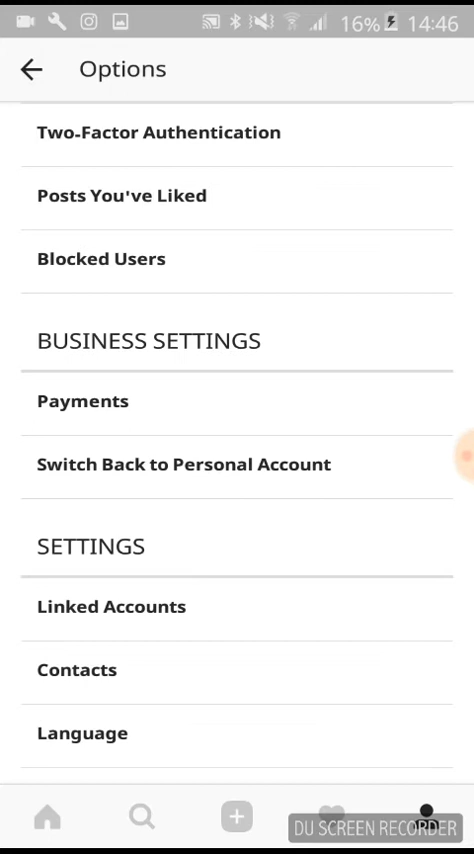 16% 14:46
Options
Two-Factor Authentication
Posts You've Liked
Blocked Users
BUSINESS SETTINGS
Payments
Switch Back to Personal Account
SETTINGS
Linked Accounts
Contacts
Language
DU SCREEN RECORDER